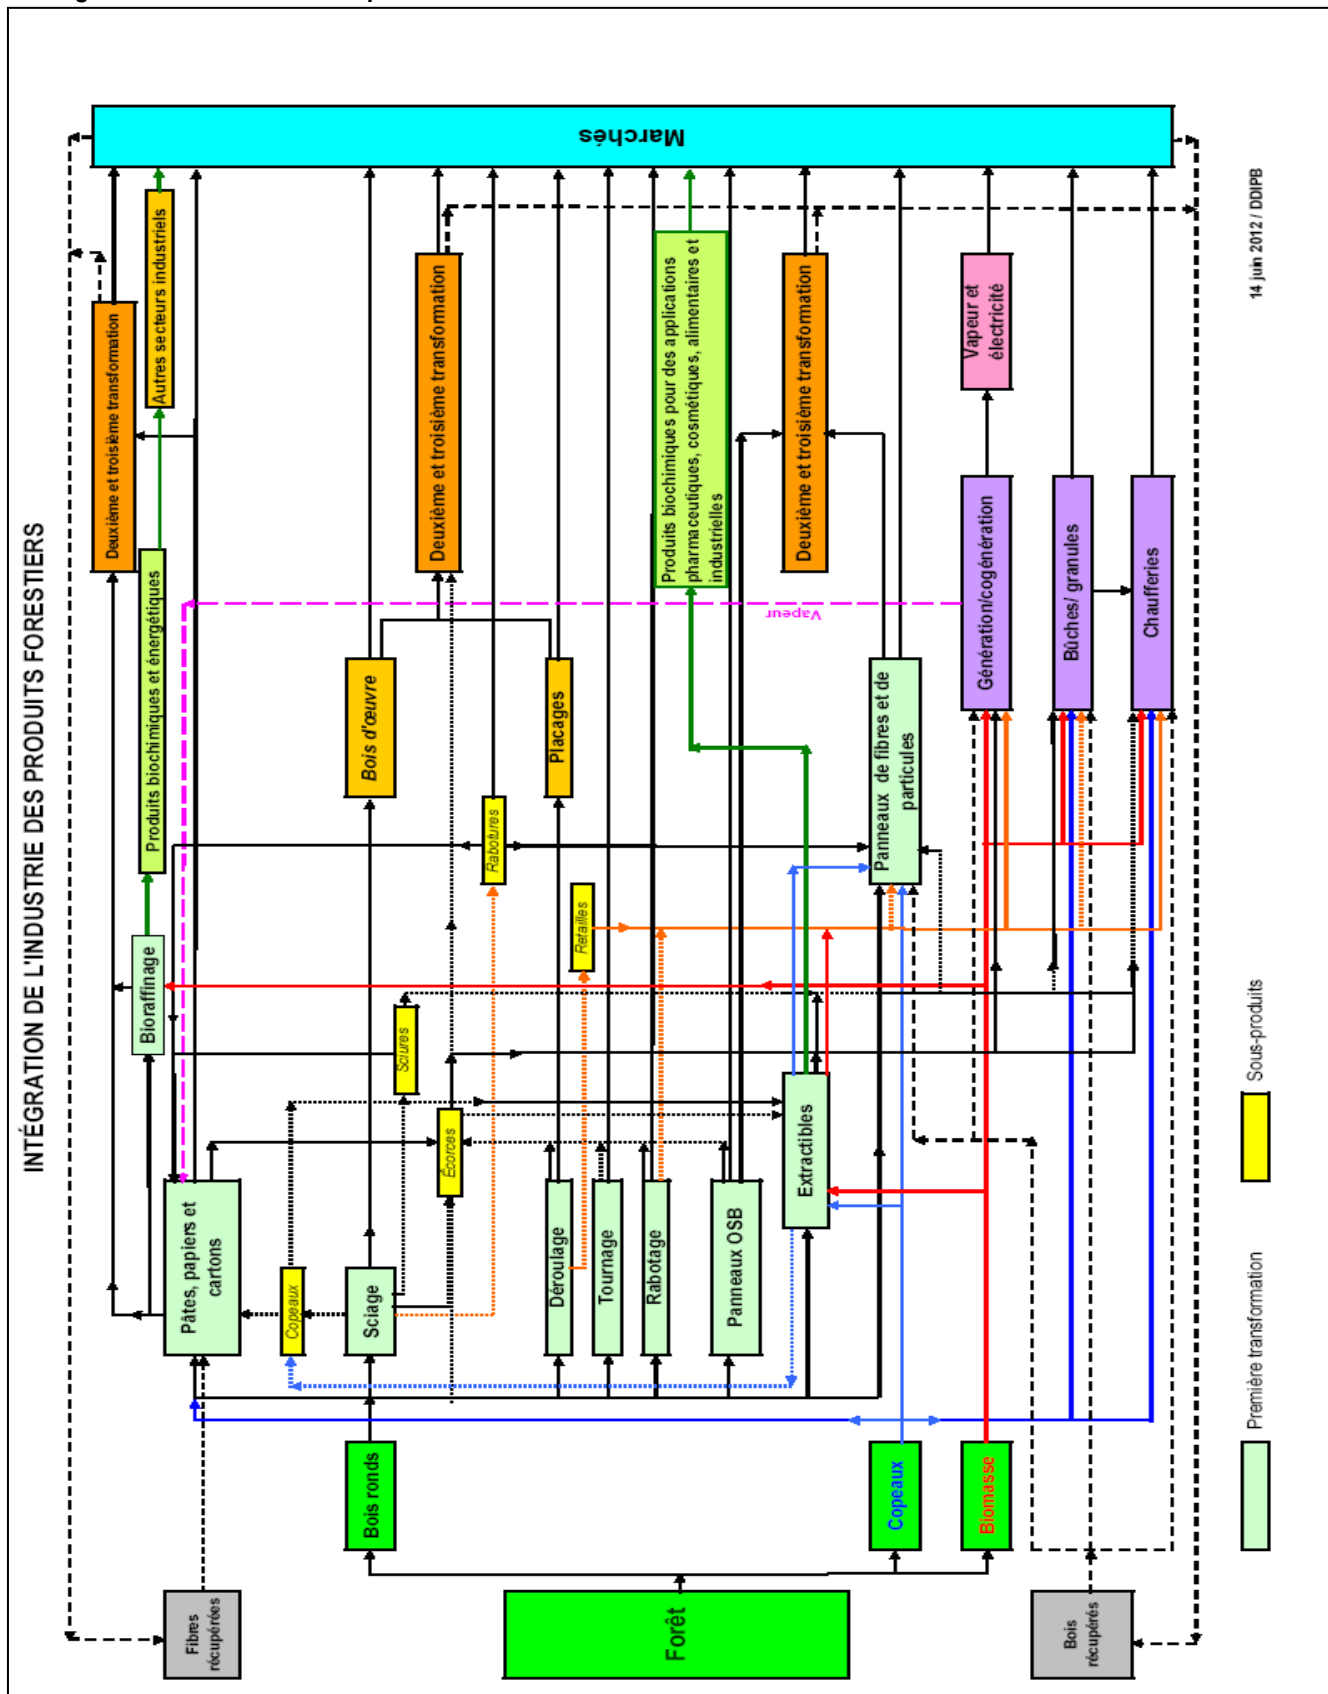 INTÉGRATION DE L'INDUSTRIE DES PRODUITS FORESTIERS
Fibres
récupérées
Forêt
Bois
récupérés
Bois ronds
Copeaux
Biomasse
Pâtes, papiers et
cartons
Copeaux
Sciage
Écorces
Sciures
Déroulage
Tournage
Rabotage
Panneaux OSB
Extractibles
Retailles
Rabotures
Bioraffinage
Produits biochimiques et énergétiques
Autres secteurs industriels
Deuxième et troisième transformation
Bois d'œuvre
Placages
Deuxième et troisième transformation
Produits biochimiques pour des applications
pharmaceutiques, cosmétiques, alimentaires et
industrielles
Deuxième et troisième transformation
Panneaux de fibres et de
particules
Vapeur
Génération/cogénération
Bûches/ granules
Chaufferies
Vapeur et
électricité
Marchés
Première transformation
Sous-produits
14 juin 2012 / DDIPB